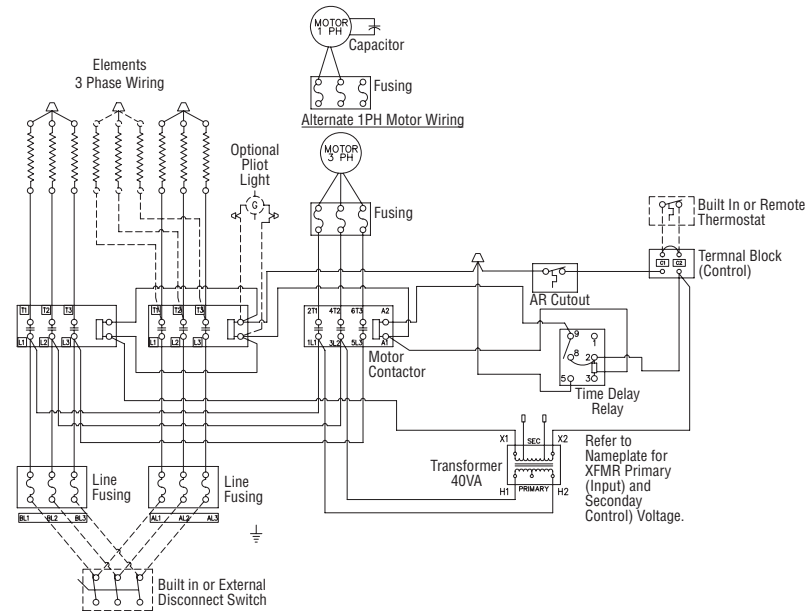 MOTOR
1 PH
Capacitor
Fusing
Alternate 1PH Motor Wiring
Elements
3 Phase Wiring
MOTOR
3 PH
Optional
Pliot
Light
G
Fusing
Built In or Remote
Thermostat
C1 C2
Termnal Block
(Control)
AR Cutout
T1 T2 T3
T1 T2 T3
2T1 4T2 6T3 A2
L1 L2 L3
L1 L2 L3
1L1 3L2 5L3 A1
Motor
Contactor
9 1
8 2
5 3
Time Delay
Relay
X1 SEC X2
Transformer
40VA
H1 PRIMARY H2
Refer to
Nameplate for
XFMR Primary
(Input) and
Seconday
Control) Voltage.
Line
Fusing
Line
Fusing
BL1 BL2 BL3
AL1 AL2 AL3
Built in or External
Disconnect Switch